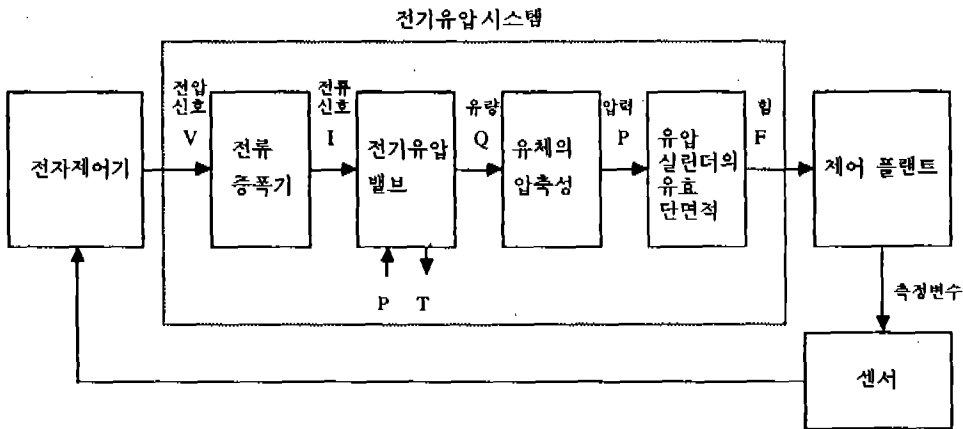 전기유압 시스템
전압
신호
V
전류
신호
I
유량
Q
압력
P
힘
F
전자제어기
전류
증폭기
전기유압
밸브
유체의
압축성
유압
실린더의
유효
단면적
제어 플랜트
P T
측정변수
센서